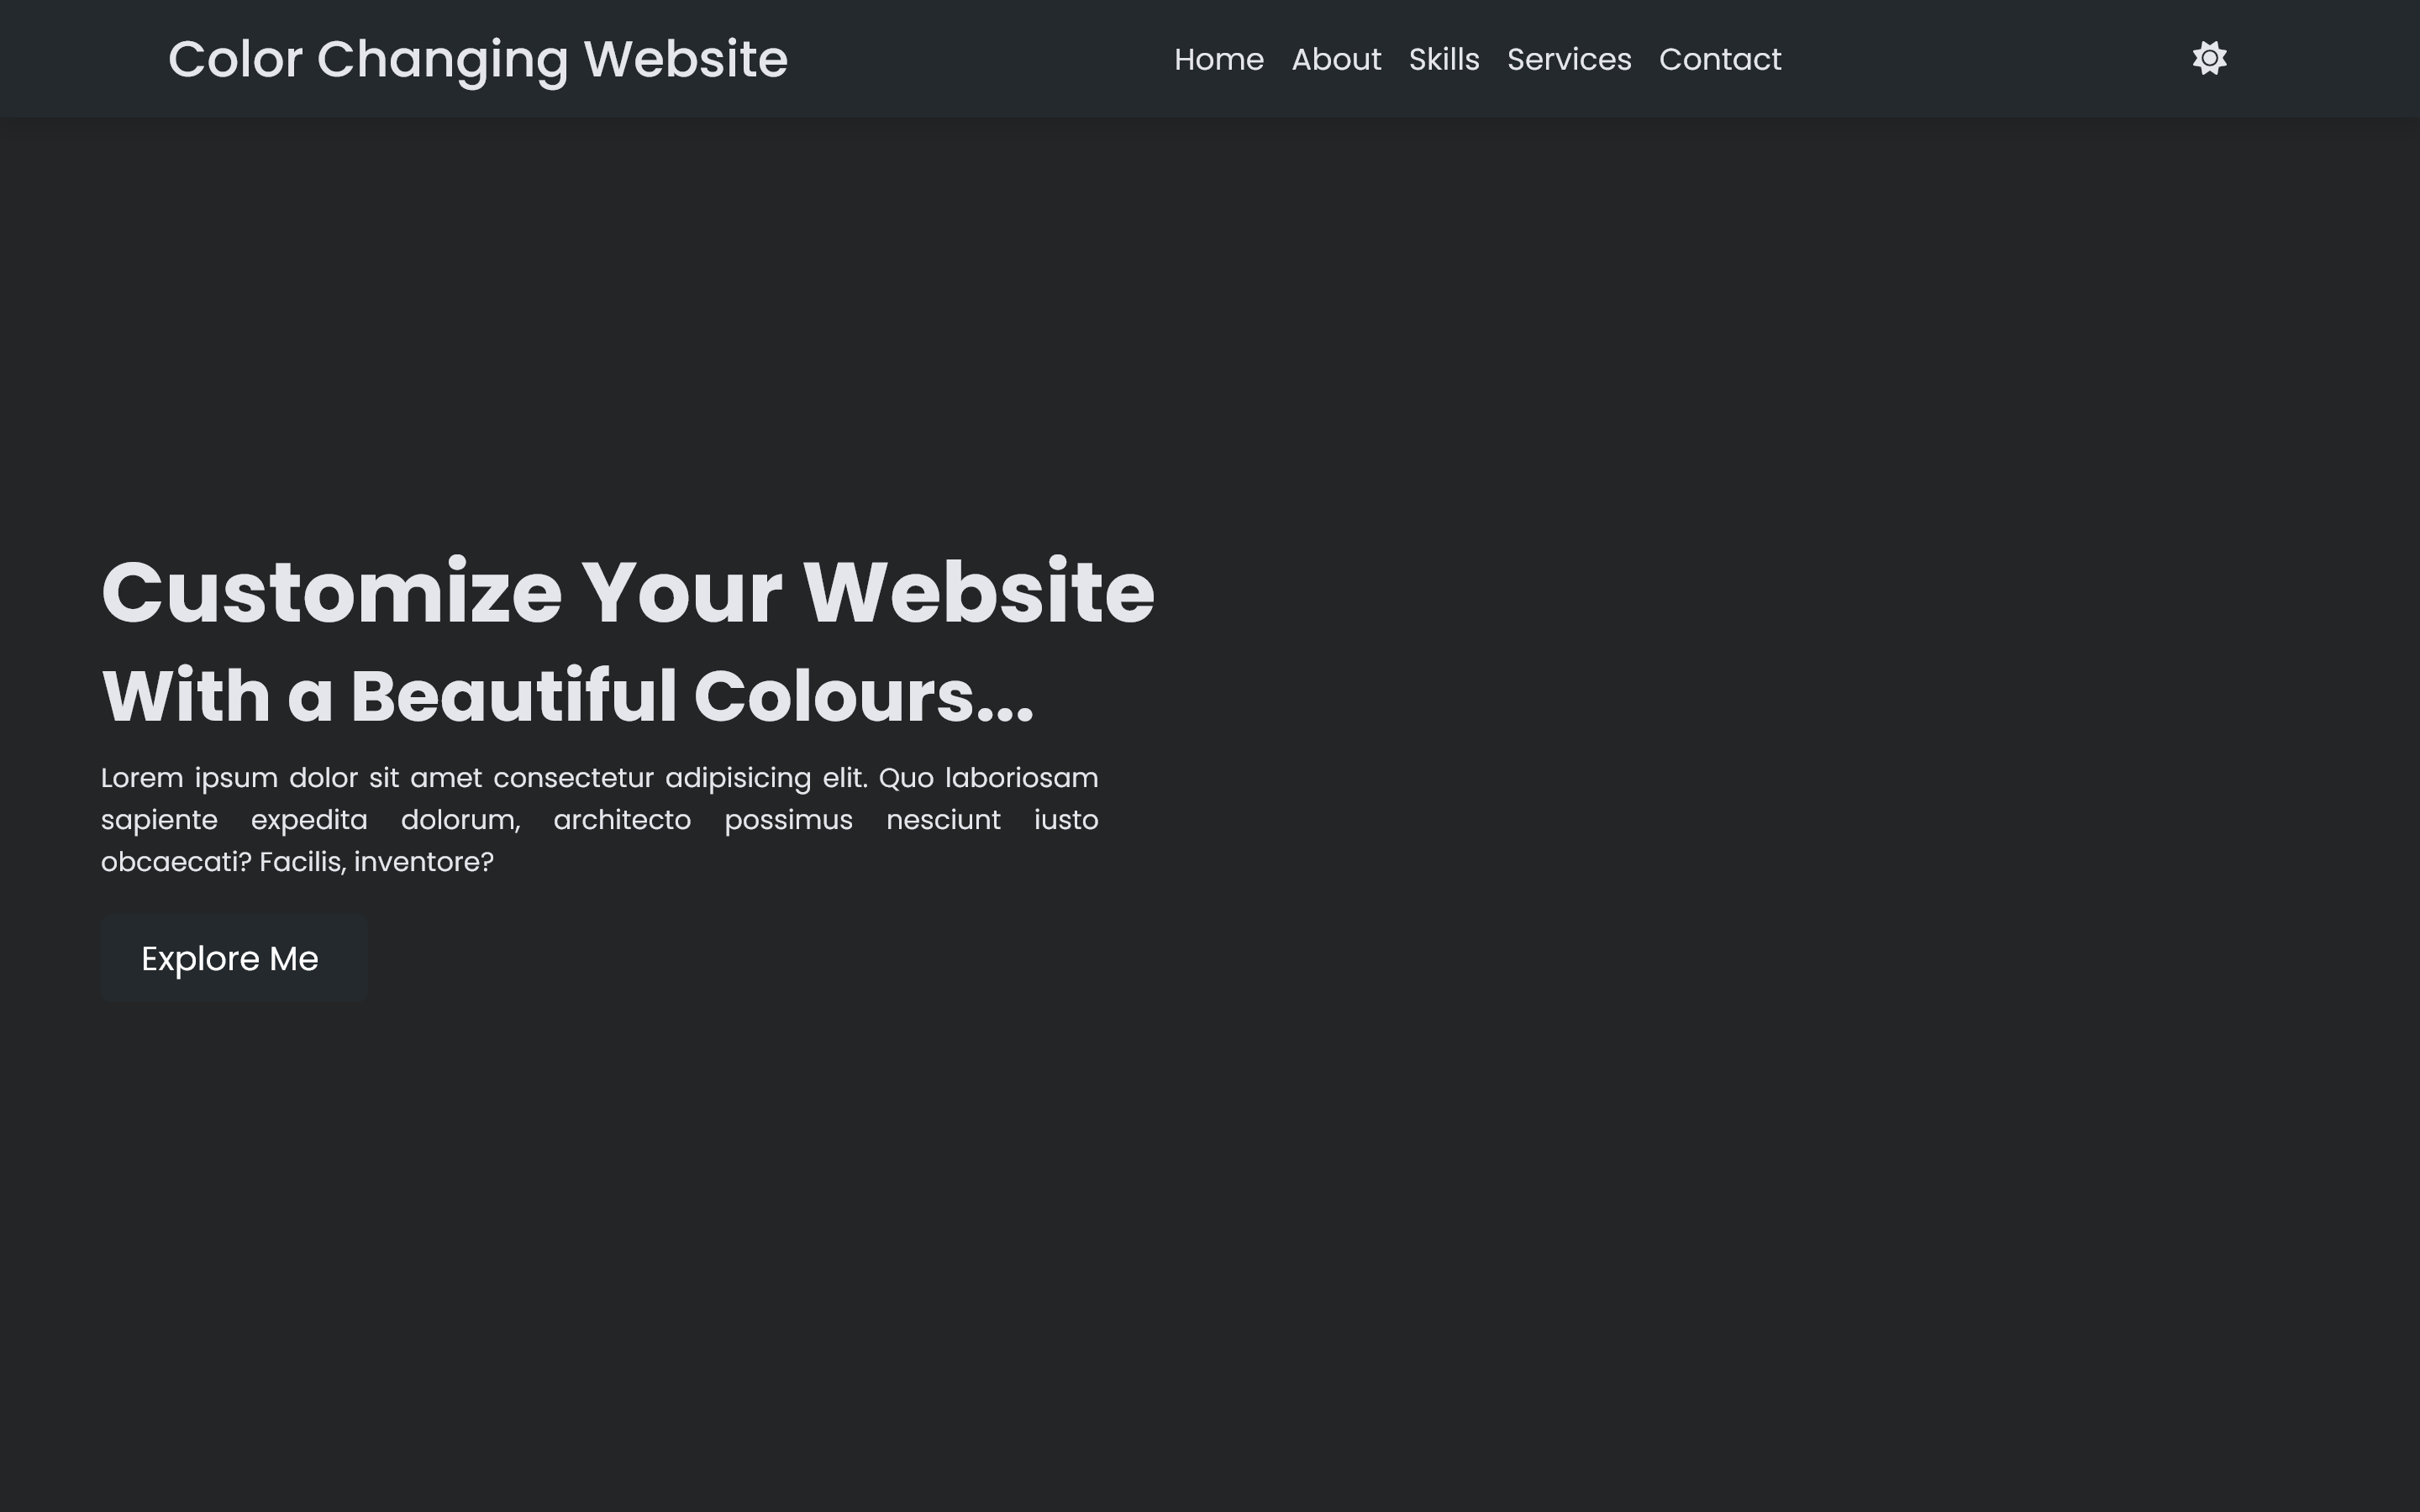 Color Changing Website
Home About Skills Services Contact
Customize Your Website
With a Beautiful Colours...
Lorem ipsum dolor sit amet consectetur adipisicing elit. Quo laboriosam
sapiente expedita dolorum, architecto possimus nesciunt iusto
obcaecati? Facilis, inventore?
Explore Me